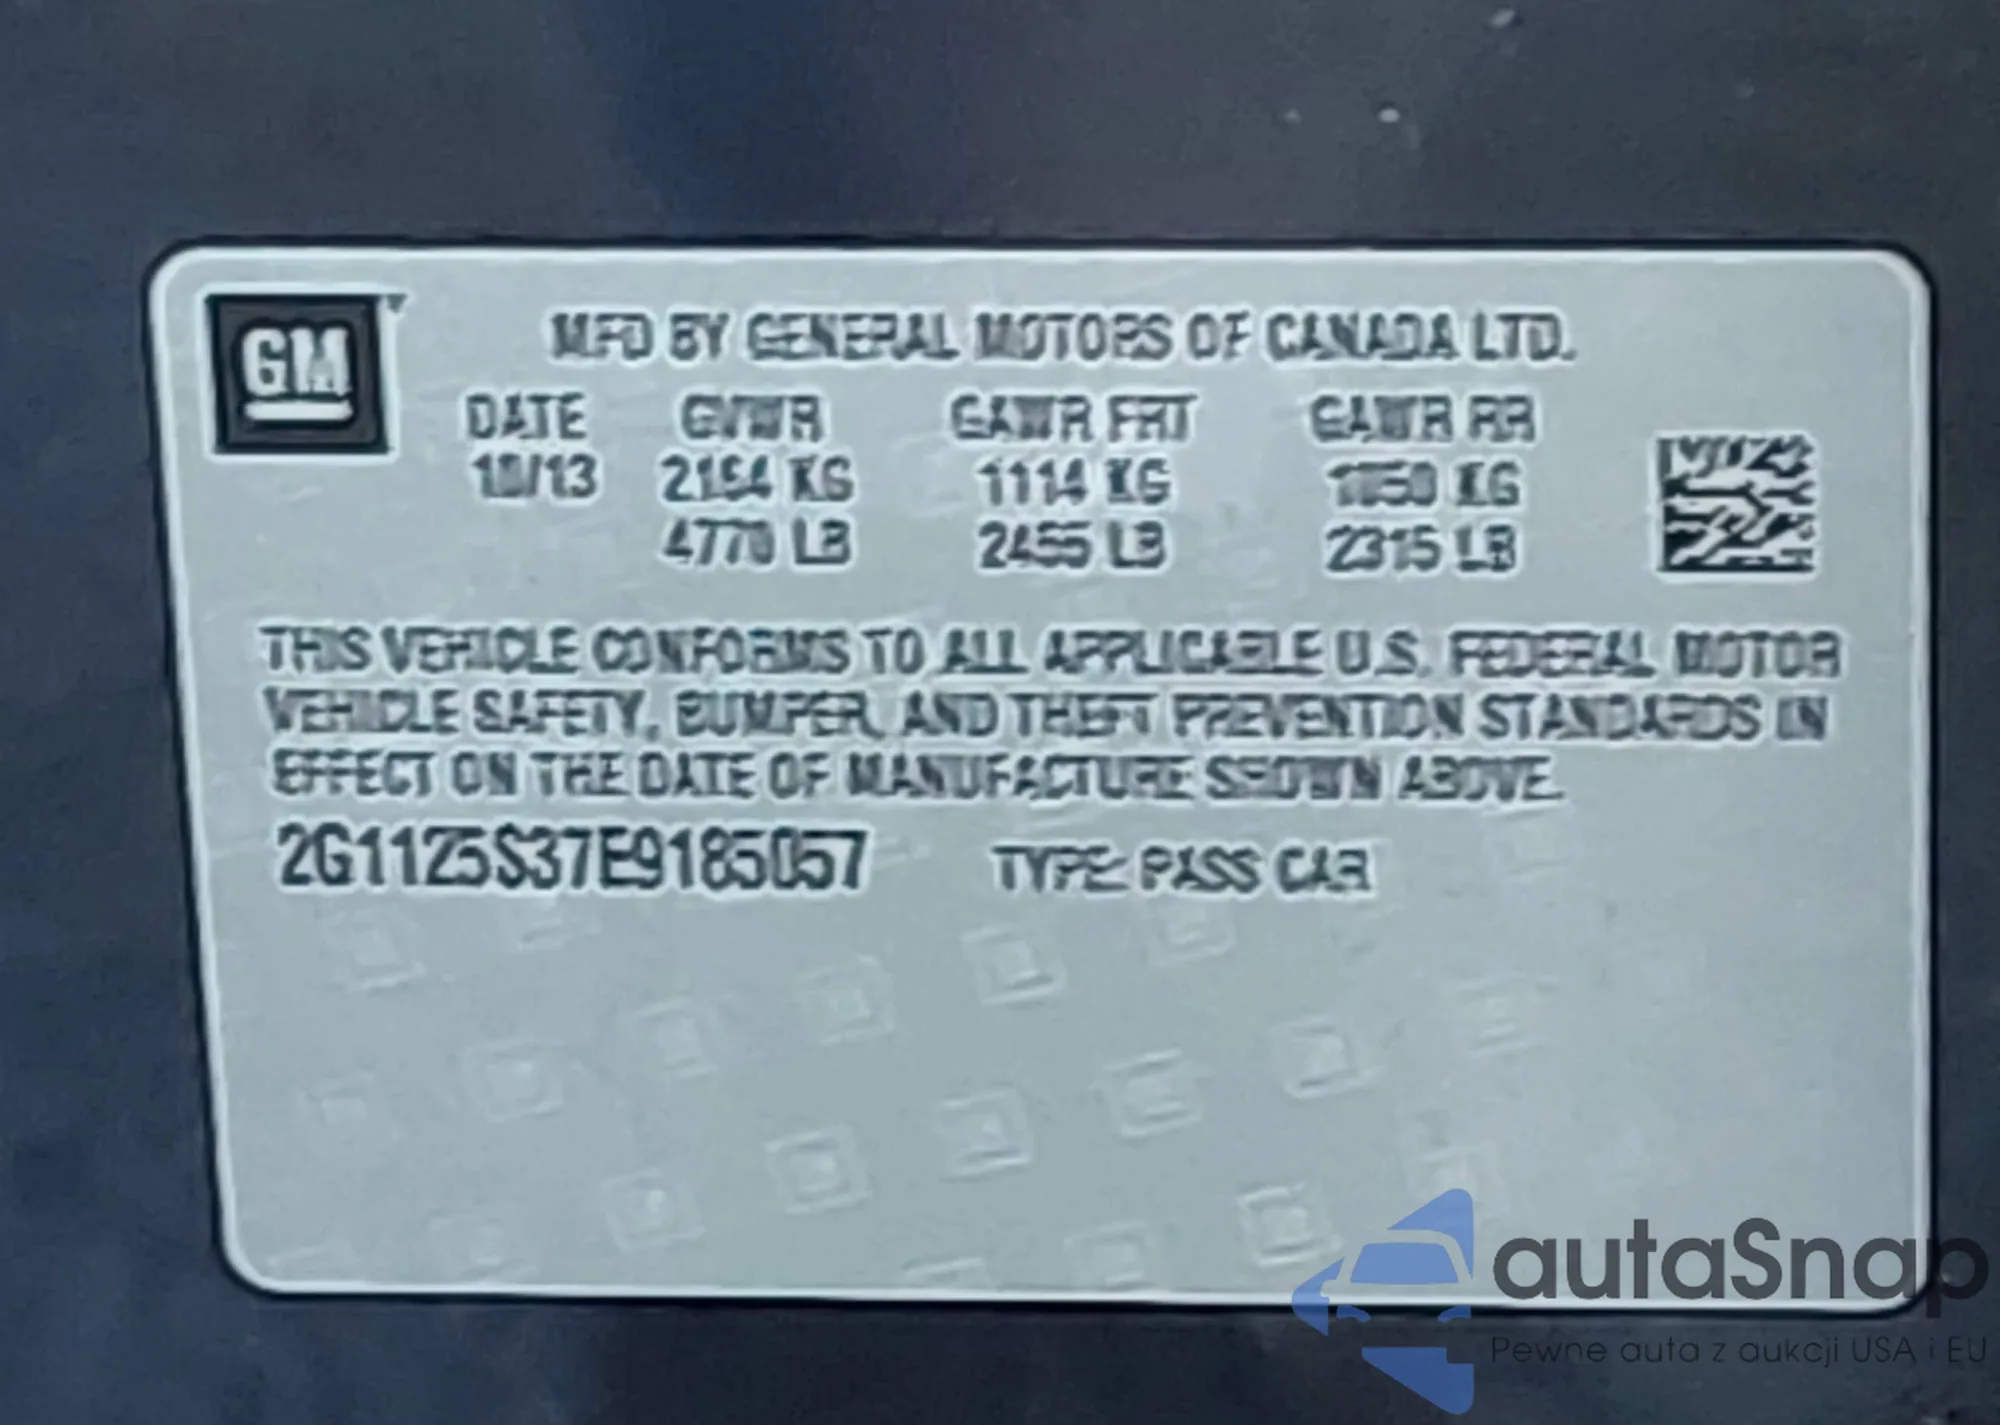 GM
MFD BY GENERAL MOTORS OF CANADA LTD.
DATE GVWR GAWR FRT GAWR RR
10/13 2164 KG 1114 KG 1050 KG
4770 LB 2455 LB 2315 LB
THIS VEHICLE CONFORMS TO ALL APPLICABLE U.S. FEDERAL MOTOR
VEHICLE SAFETY, BUMPER, AND THEFT PREVENTION STANDARDS IN
EFFECT ON THE DATE OF MANUFACTURE SHOWN ABOVE.
2G1125S37E9185057 TYPE: PASS CAR
autaSnap
Pewne auta z aukcji USA i EU